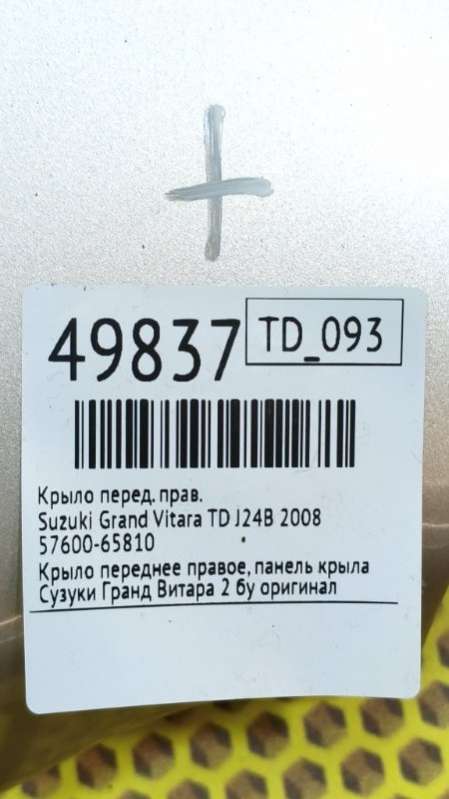 49837 TD_093
Крыло перед. прав.
Suzuki Grand Vitara TD J24B 2008
57600-65810
Крыло переднее правое, панель крыла
Сузуки Гранд Витара 2 бу оригинал